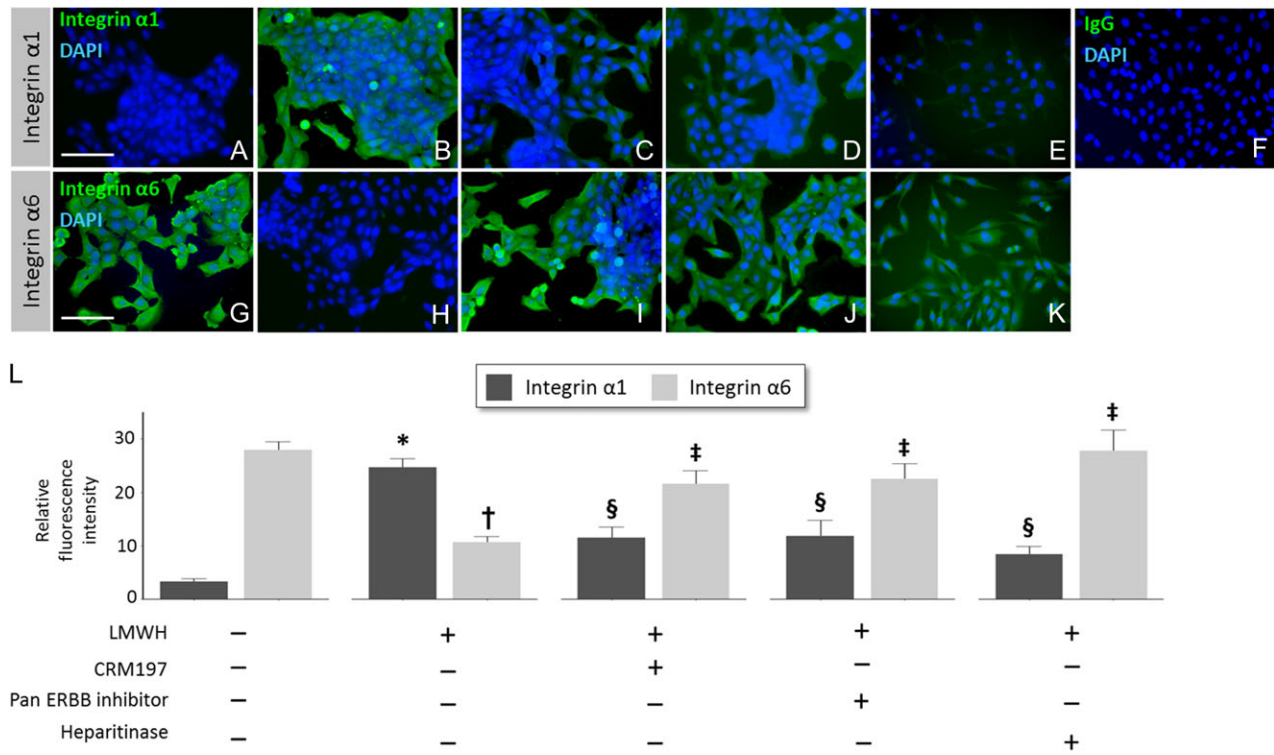 Integrin α1
Integrin α1
DAPI
A
B
C
D
E
IgG
DAPI
F
Integrin α6
Integrin α6
DAPI
G
H
I
J
K
L
Integrin α1 Integrin α6
Relative
fluorescence
intensity
30
20
10
0
* † § ‡ § ‡ § ‡
LMWH − + + + +
CRM197 − − + − −
Pan ERBB inhibitor − − − + −
Heparitinase − − − − +